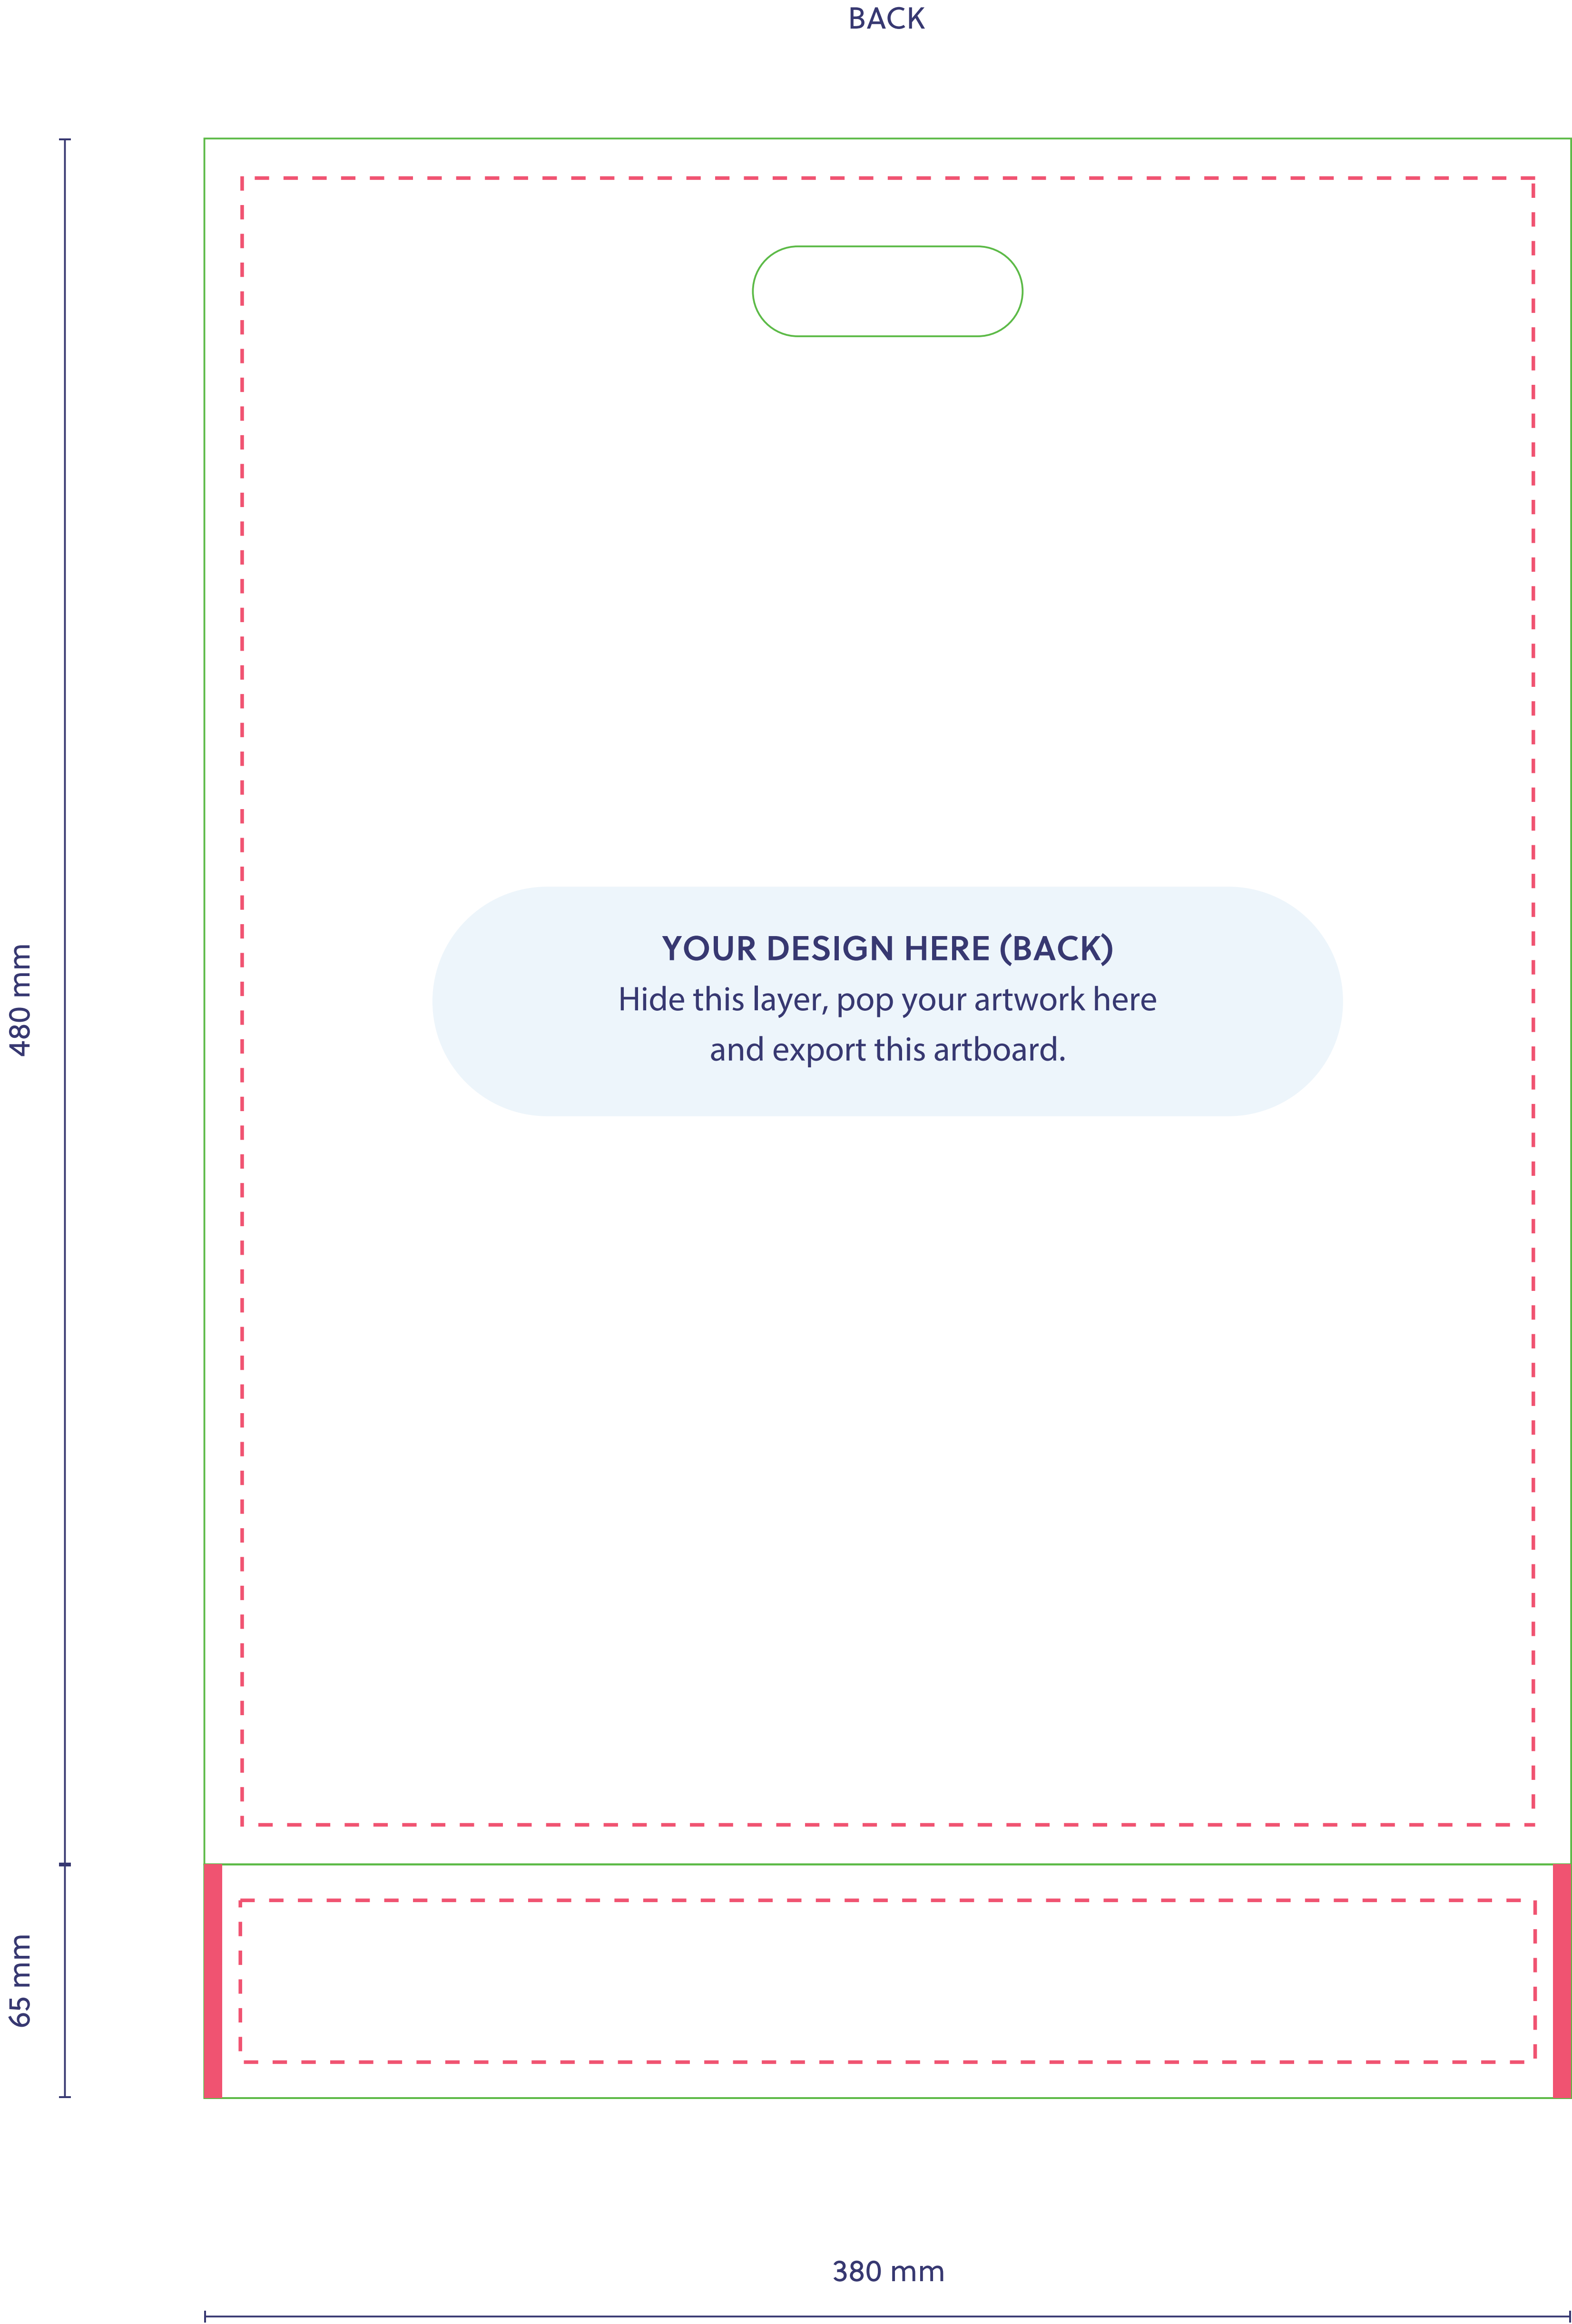 BACK
480 mm
YOUR DESIGN HERE (BACK)
Hide this layer, pop your artwork here
and export this artboard.
65 mm
380 mm